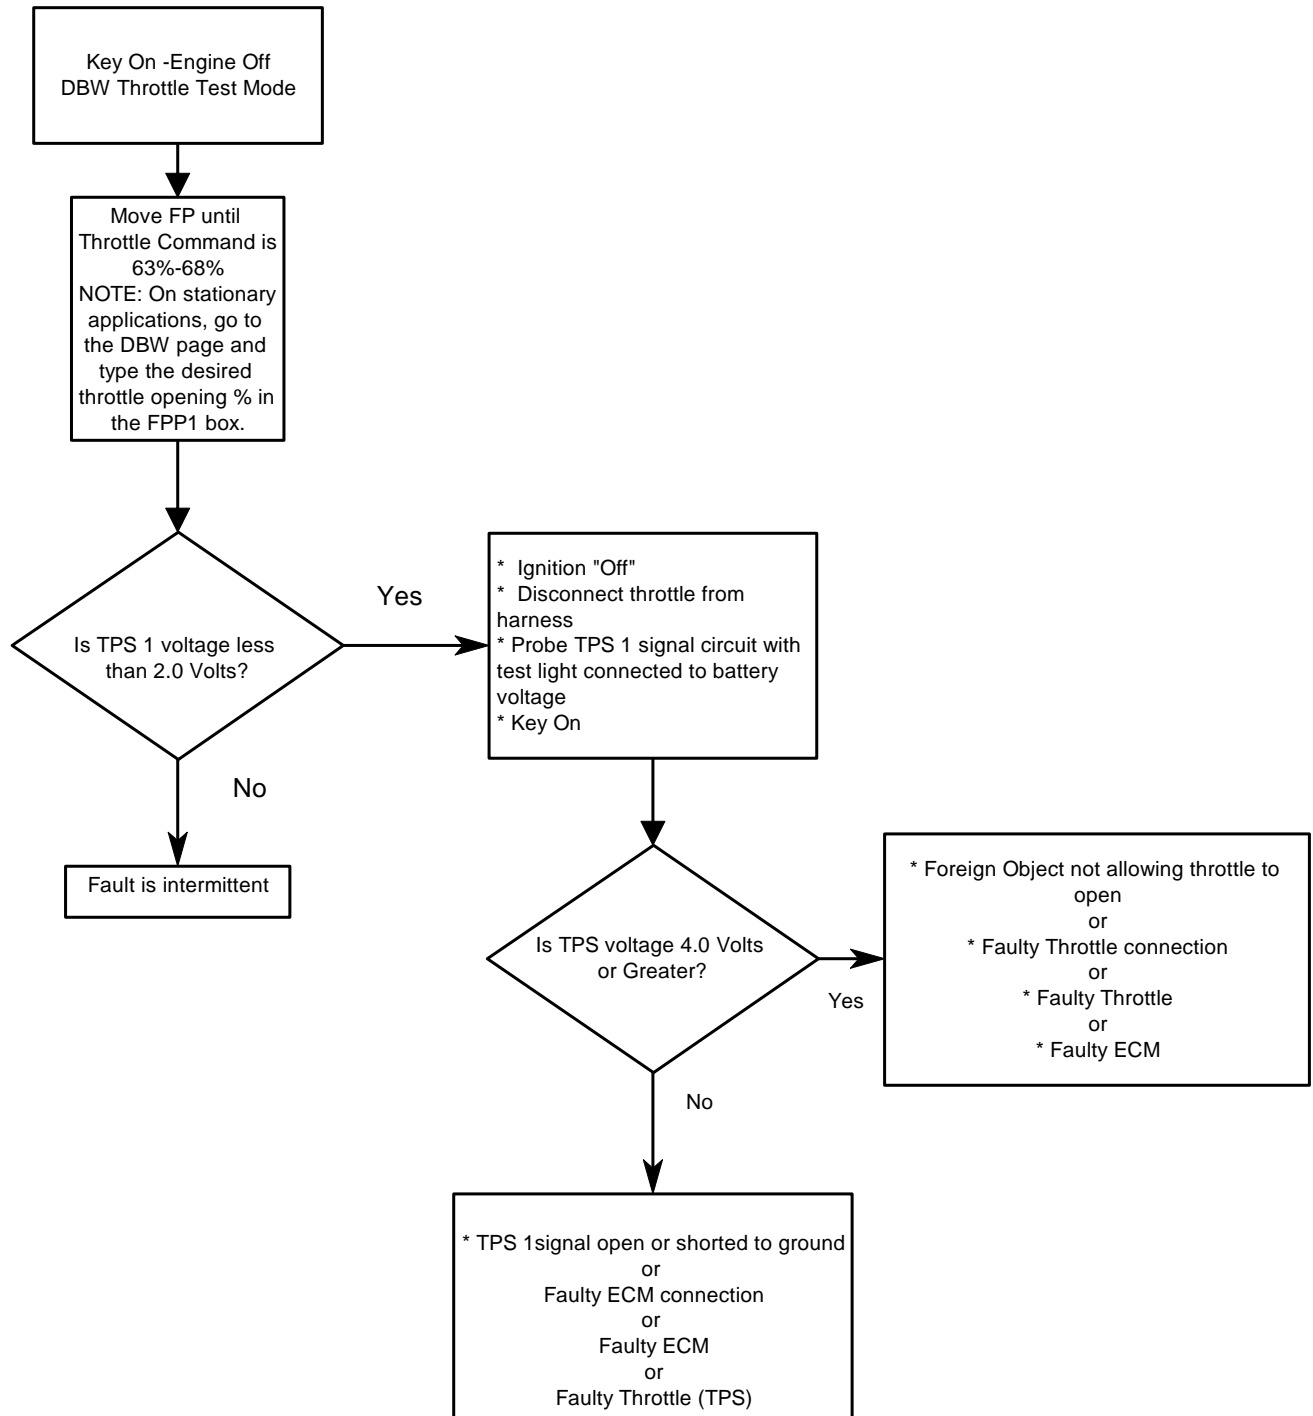 Key On -Engine Off
DBW Throttle Test Mode
Move FP until
Throttle Command is
63%-68%
NOTE: On stationary
applications, go to
the DBW page and
type the desired
throttle opening % in
the FPP1 box.
Is TPS 1 voltage less
than 2.0 Volts?
Yes
*  Ignition "Off"
*  Disconnect throttle from
harness
* Probe TPS 1 signal circuit with
test light connected to battery
voltage
* Key On
No
Fault is intermittent
Is TPS voltage 4.0 Volts
or Greater?
Yes
* Foreign Object not allowing throttle to
open
or
* Faulty Throttle connection
or
* Faulty Throttle
or
* Faulty ECM
No
* TPS 1signal open or shorted to ground
or
Faulty ECM connection
or
Faulty ECM
or
Faulty Throttle (TPS)